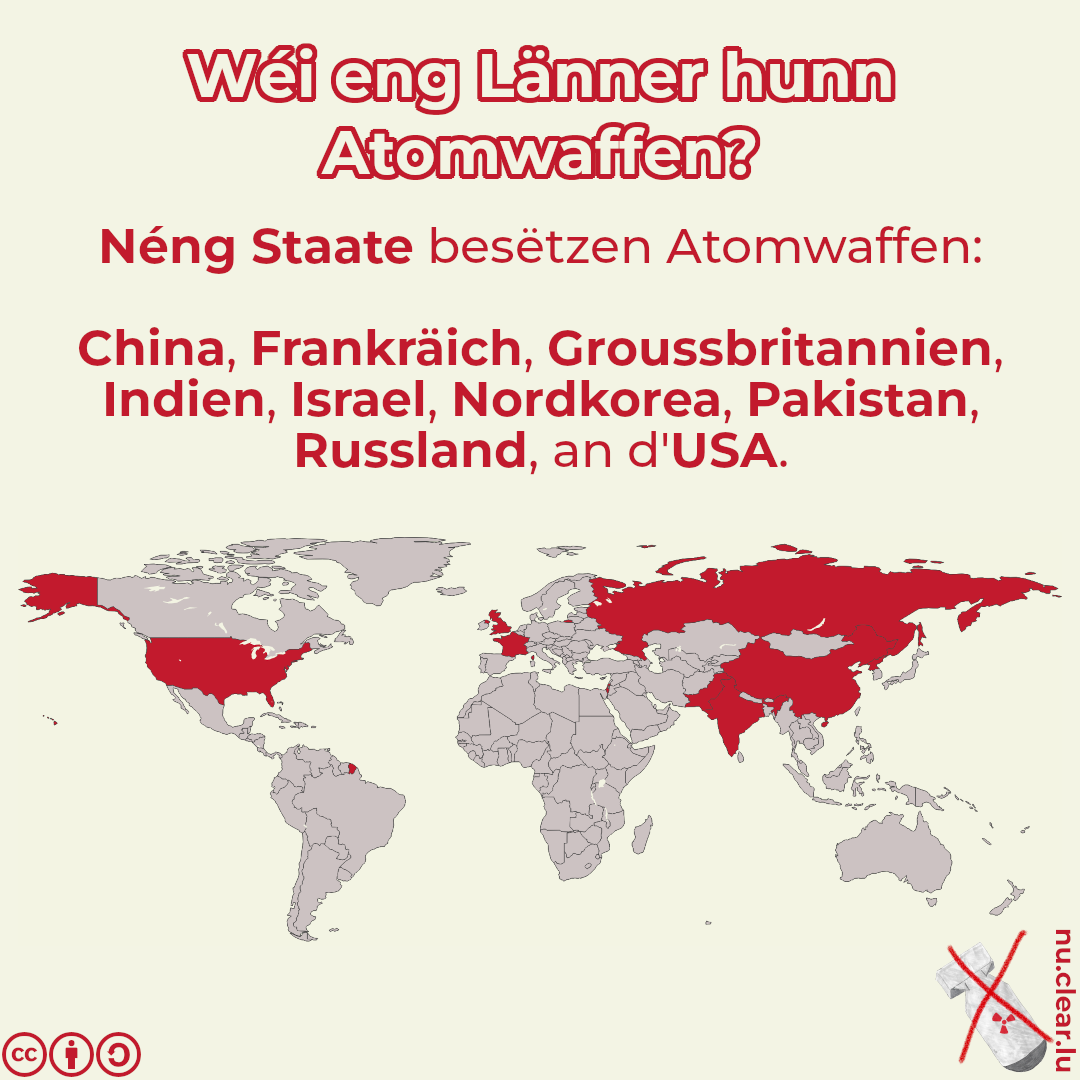 Wéi eng Länner hunn
Atomwaffen?
Néng Staate besëtzen Atomwaffen:
China, Frankräich, Groussbritannien,
Indien, Israel, Nordkorea, Pakistan,
Russland, an d'USA.
nu.clear.lu
cc